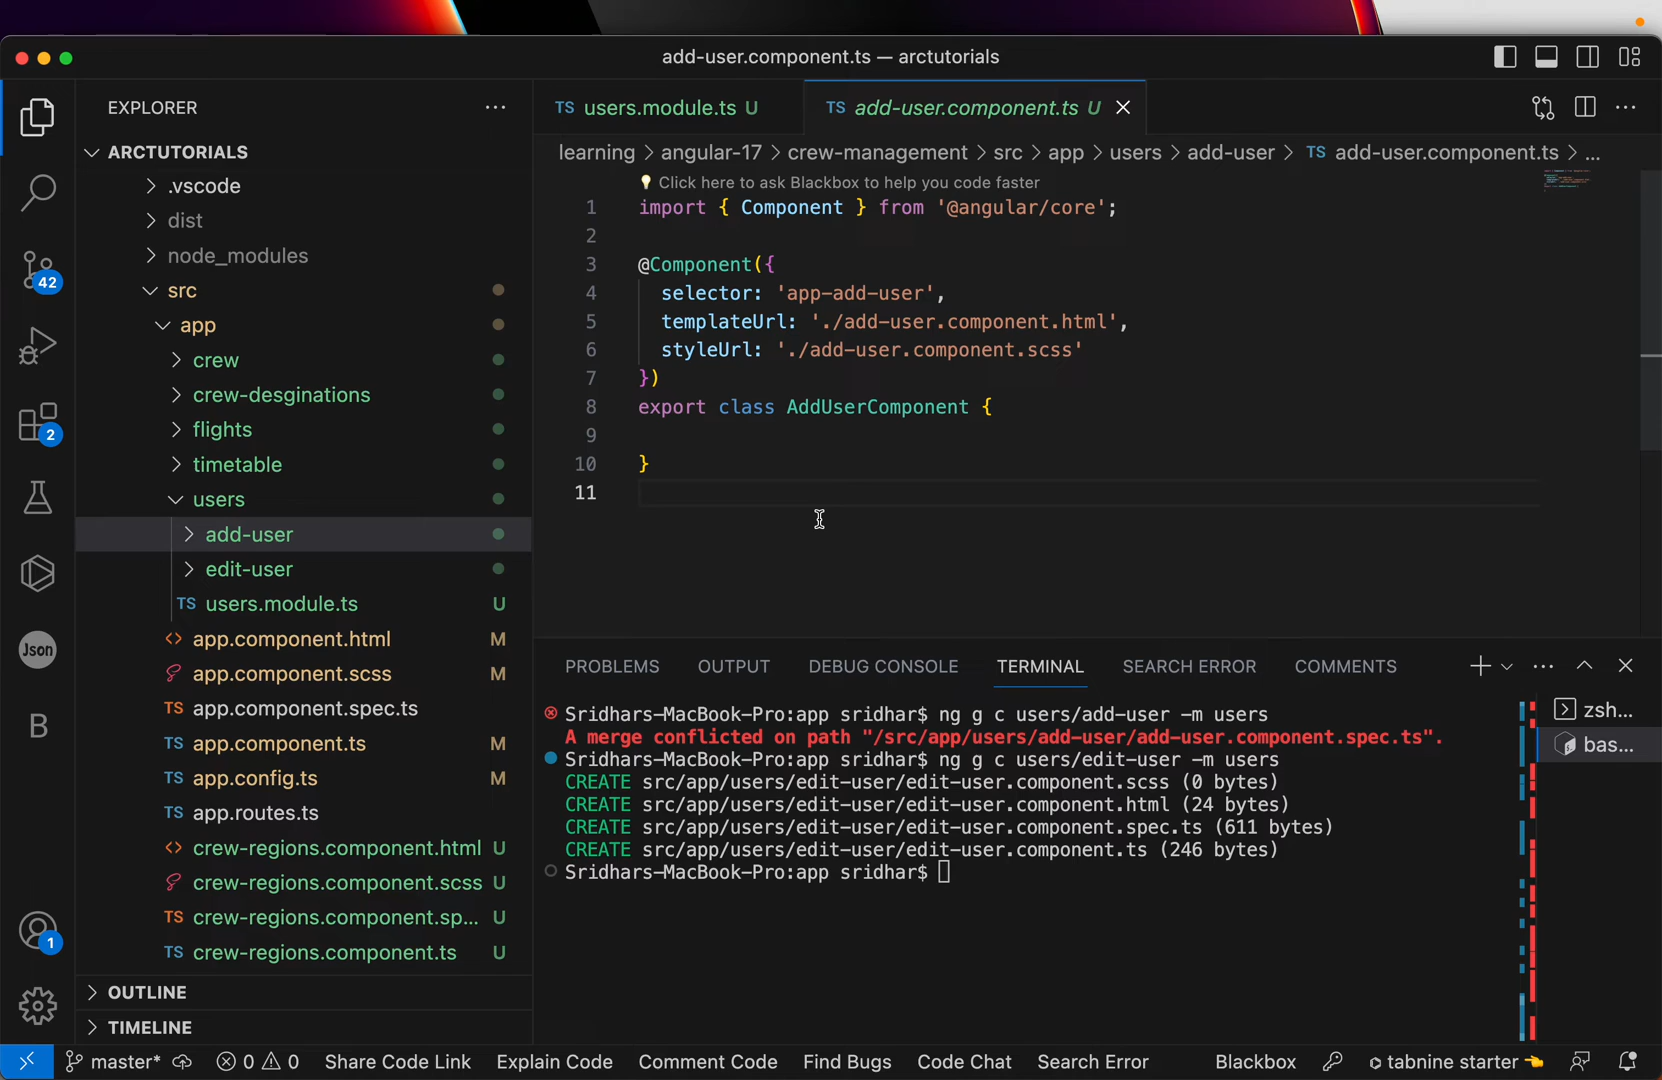 add-user.component.ts — arctutorials
EXPLORER
ARCTUTORIALS
.vscode
dist
node_modules
src
app
crew
crew-desginations
flights
timetable
users
add-user
edit-user
TS users.module.ts U
<> app.component.html M
app.component.scss M
TS app.component.spec.ts
TS app.component.ts M
TS app.config.ts M
TS app.routes.ts
<> crew-regions.component.html U
crew-regions.component.scss U
TS crew-regions.component.sp... U
TS crew-regions.component.ts U
OUTLINE
TIMELINE
42
2
Json
B
1
TS users.module.ts U
TS add-user.component.ts U
learning > angular-17 > crew-management > src > app > users > add-user > TS add-user.component.ts > ...
Click here to ask Blackbox to help you code faster
1 import { Component } from '@angular/core';
2
3 @Component({
4 selector: 'app-add-user',
5 templateUrl: './add-user.component.html',
6 styleUrl: './add-user.component.scss'
7 })
8 export class AddUserComponent {
9
10 }
11
PROBLEMS OUTPUT DEBUG CONSOLE TERMINAL SEARCH ERROR COMMENTS
Sridhars-MacBook-Pro:app sridhar$ ng g c users/add-user -m users
A merge conflicted on path "/src/app/users/add-user/add-user.component.spec.ts".
Sridhars-MacBook-Pro:app sridhar$ ng g c users/edit-user -m users
CREATE src/app/users/edit-user/edit-user.component.scss (0 bytes)
CREATE src/app/users/edit-user/edit-user.component.html (24 bytes)
CREATE src/app/users/edit-user/edit-user.component.spec.ts (611 bytes)
CREATE src/app/users/edit-user/edit-user.component.ts (246 bytes)
Sridhars-MacBook-Pro:app sridhar$
zsh...
bas...
master* 0 0 Share Code Link Explain Code Comment Code Find Bugs Code Chat Search Error Blackbox tabnine starter